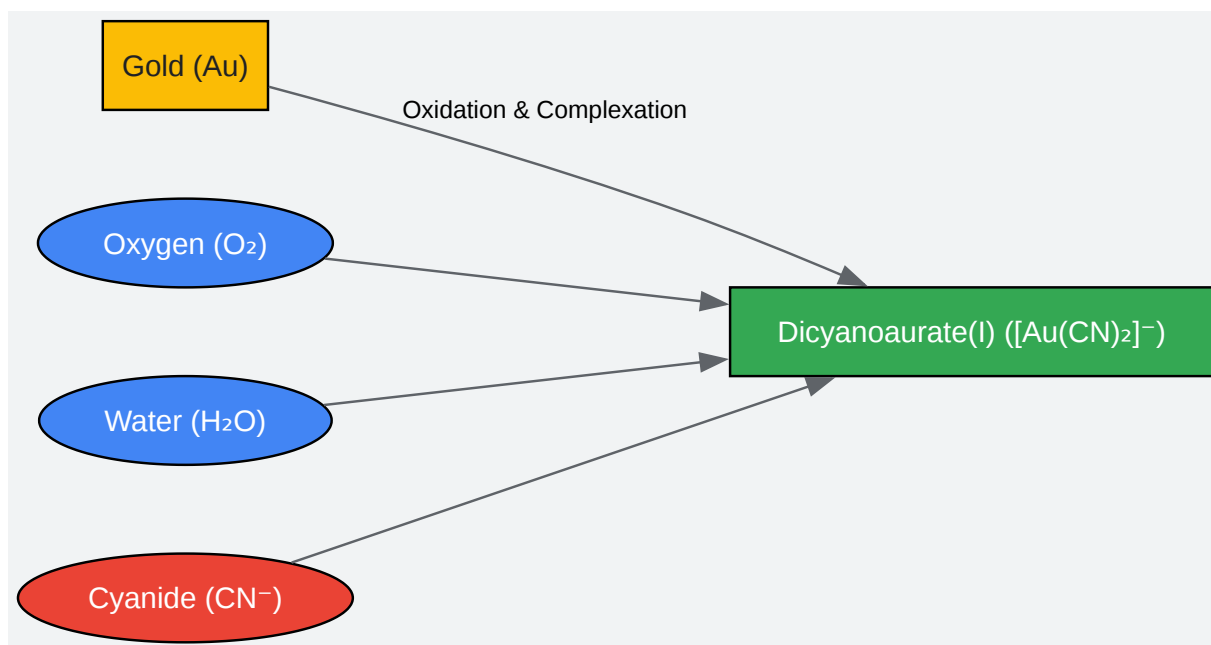 Gold (Au)
Oxidation & Complexation
Oxygen (O₂)
Dicyanoaurate(I) ([Au(CN)₂]⁻)
Water (H₂O)
Cyanide (CN⁻)